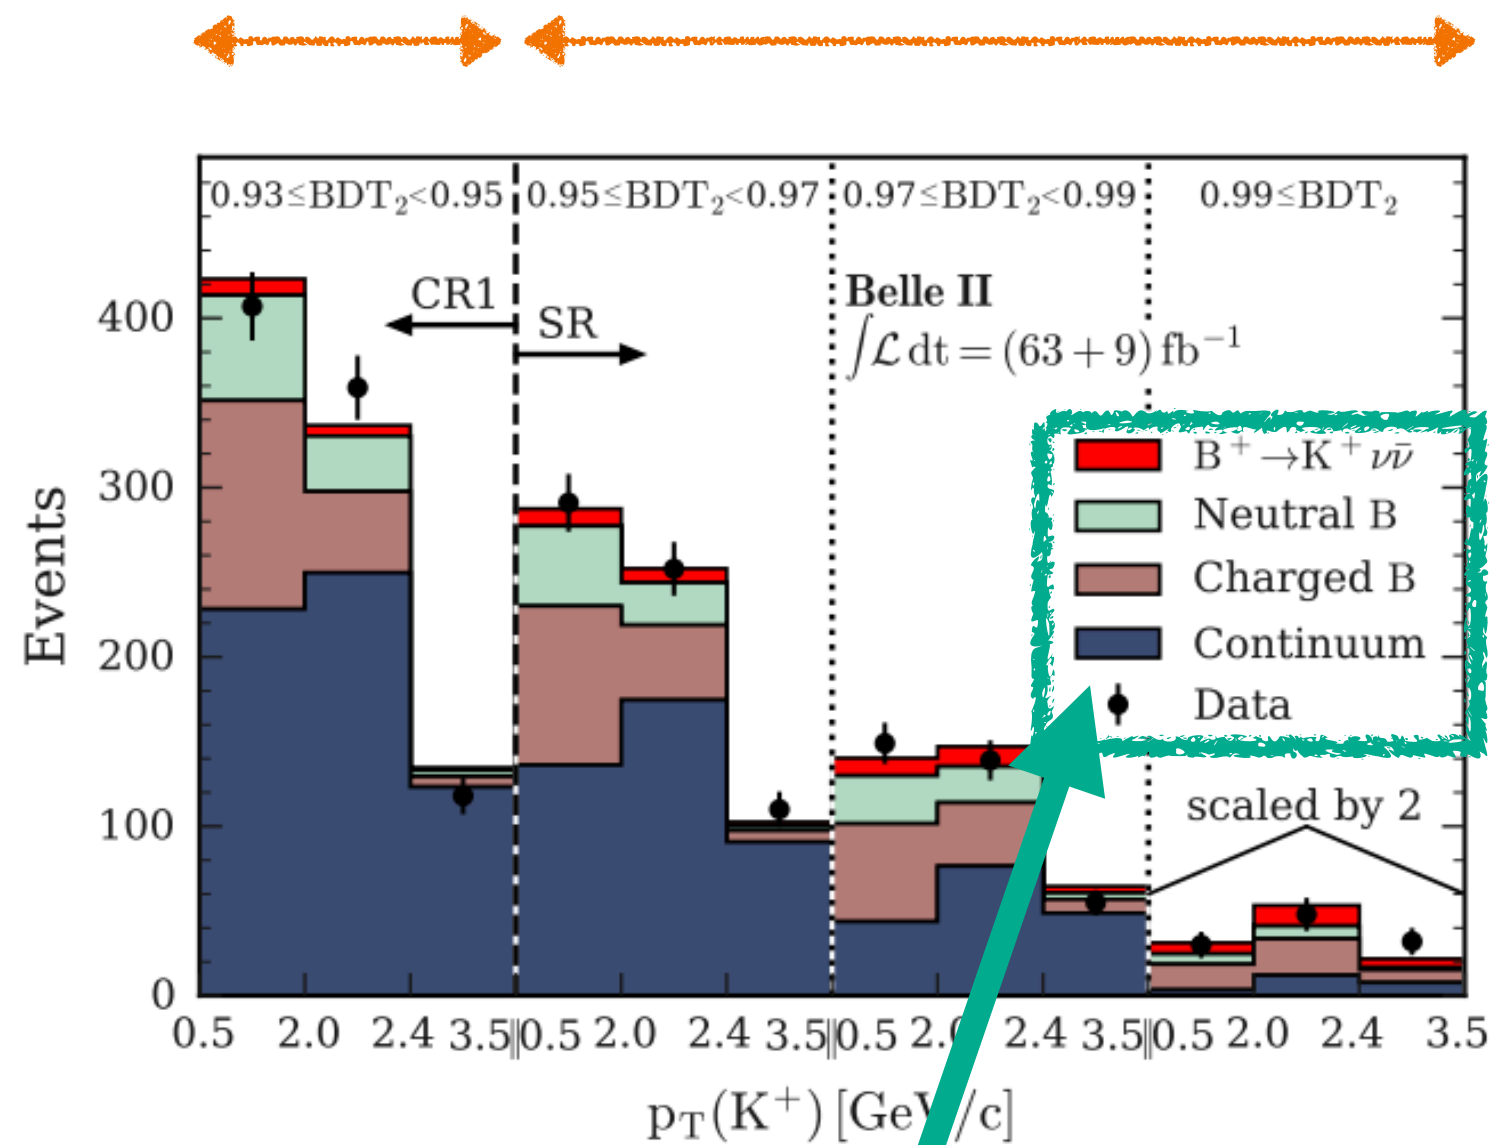 0.93≤BDT₂<0.95 0.95≤BDT₂<0.97 0.97≤BDT₂<0.99 0.99≤BDT₂
CR1
SR
Belle II
∫ℒ dt = (63 + 9) fb⁻¹
B⁺→K⁺νν̄
Neutral B
Charged B
Continuum
Data
scaled by 2
Events
400
300
200
100
0
0.5 2.0 2.4 3.5||0.5 2.0 2.4 3.5||0.5 2.0 2.4 3.5||0.5 2.0 2.4 3.5
p_T(K⁺) [GeV/c]